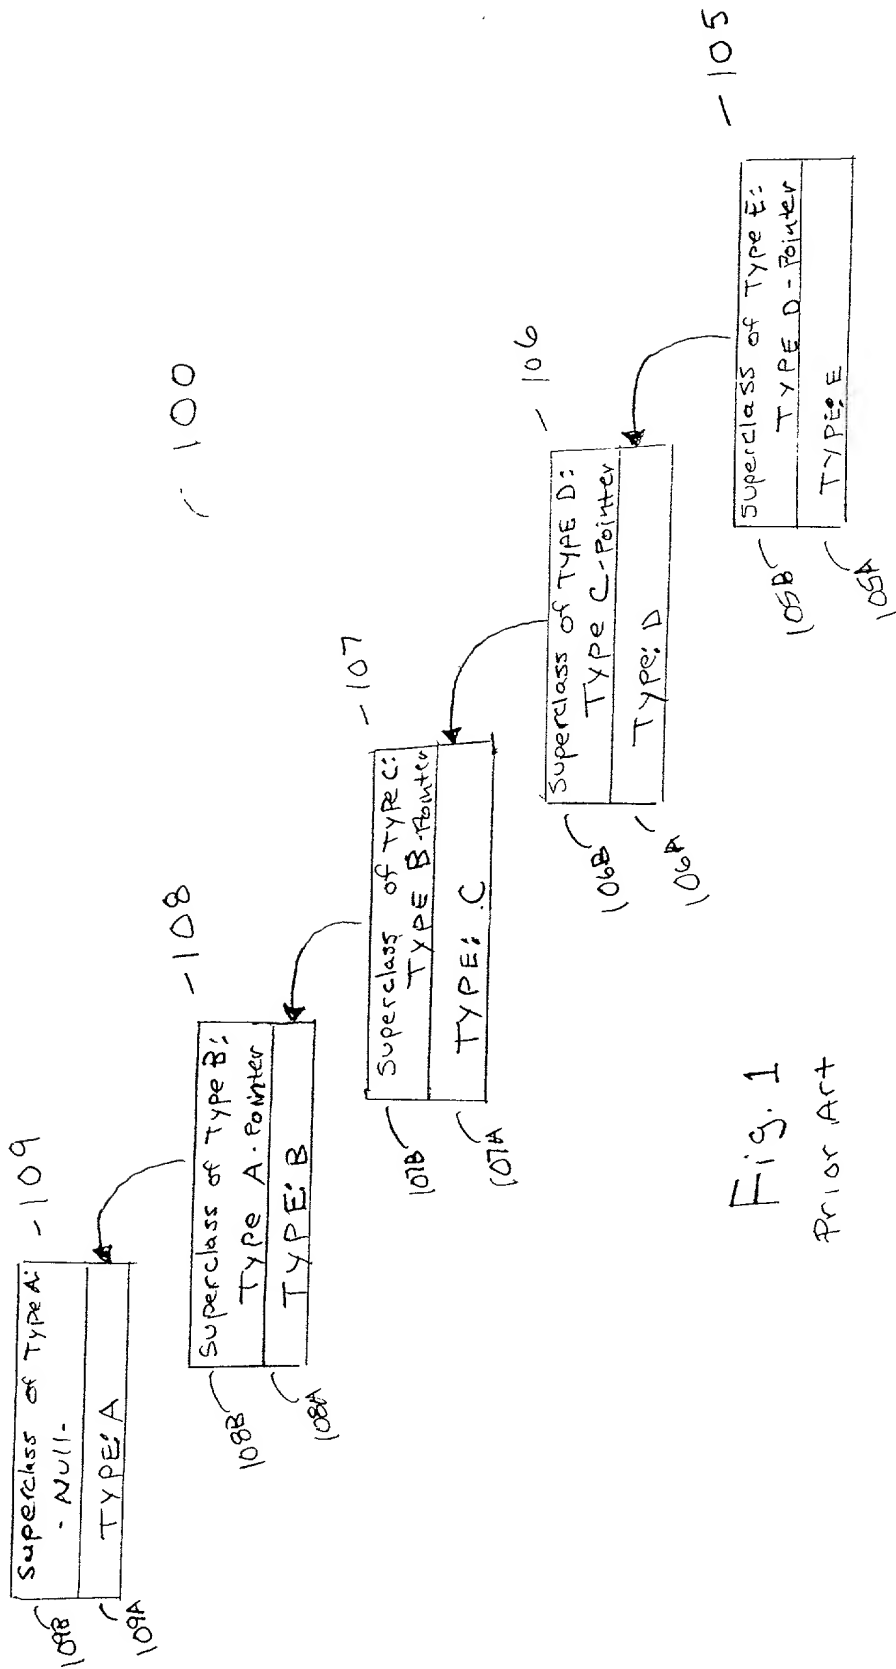 100
Superclass of Type A:
- Null-
TYPE: A
109
109B
109A
Superclass of Type B:
Type A-Pointer
TYPE: B
108
108B
108A
Superclass of Type C:
TYPE B-Pointer
TYPE: C
107
107B
107A
Superclass of TYPE D:
Type C-Pointer
Type: D
106
106B
106A
Superclass of Type E:
TYPE D-Pointer
TYPE: E
105
105B
105A
Fig. 1
Prior Art